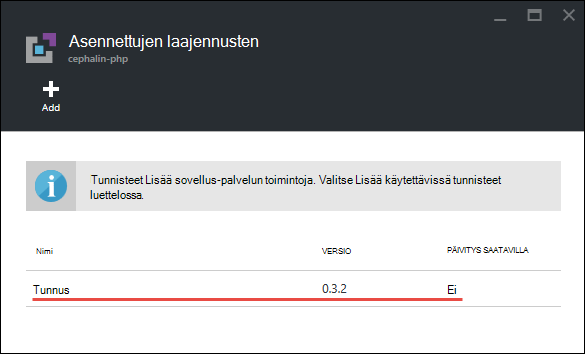 Asennettujen laajennusten
cephalin-php
Add
Tunnisteet Lisää sovellus-palvelun toimintoja. Valitse Lisää käytettävissä tunnisteet
luettelossa.
Nimi VERSIO PÄIVITYS SAATAVILLA
Tunnus 0.3.2 Ei